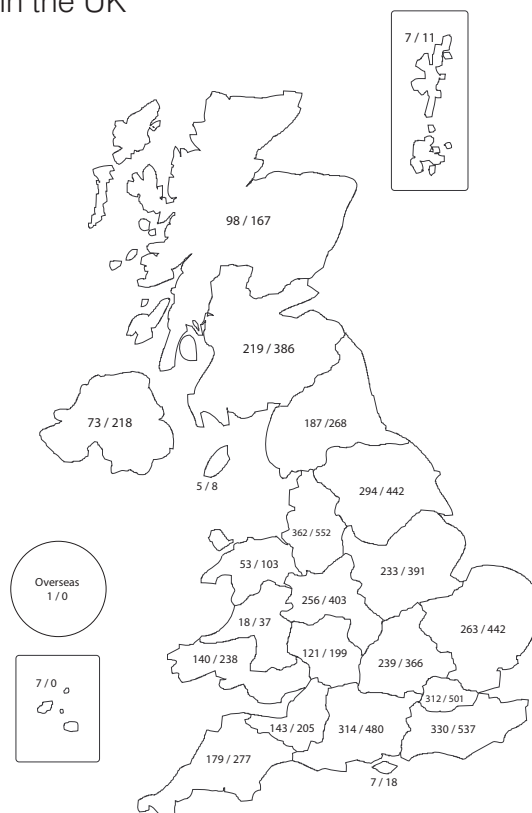 in the UK
7 / 11
98 / 167
219 / 386
73 / 218
187 / 268
5 / 8
294 / 442
362 / 552
53 / 103
233 / 391
Overseas
1 / 0
256 / 403
18 / 37
263 / 442
121 / 199
140 / 238
239 / 366
7 / 0
312 / 501
143 / 205
314 / 480
330 / 537
179 / 277
7 / 18